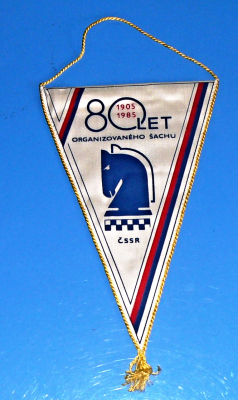 80 LET
1905
1985
ORGANIZOVANÉHO ŠACHU
ČSSR